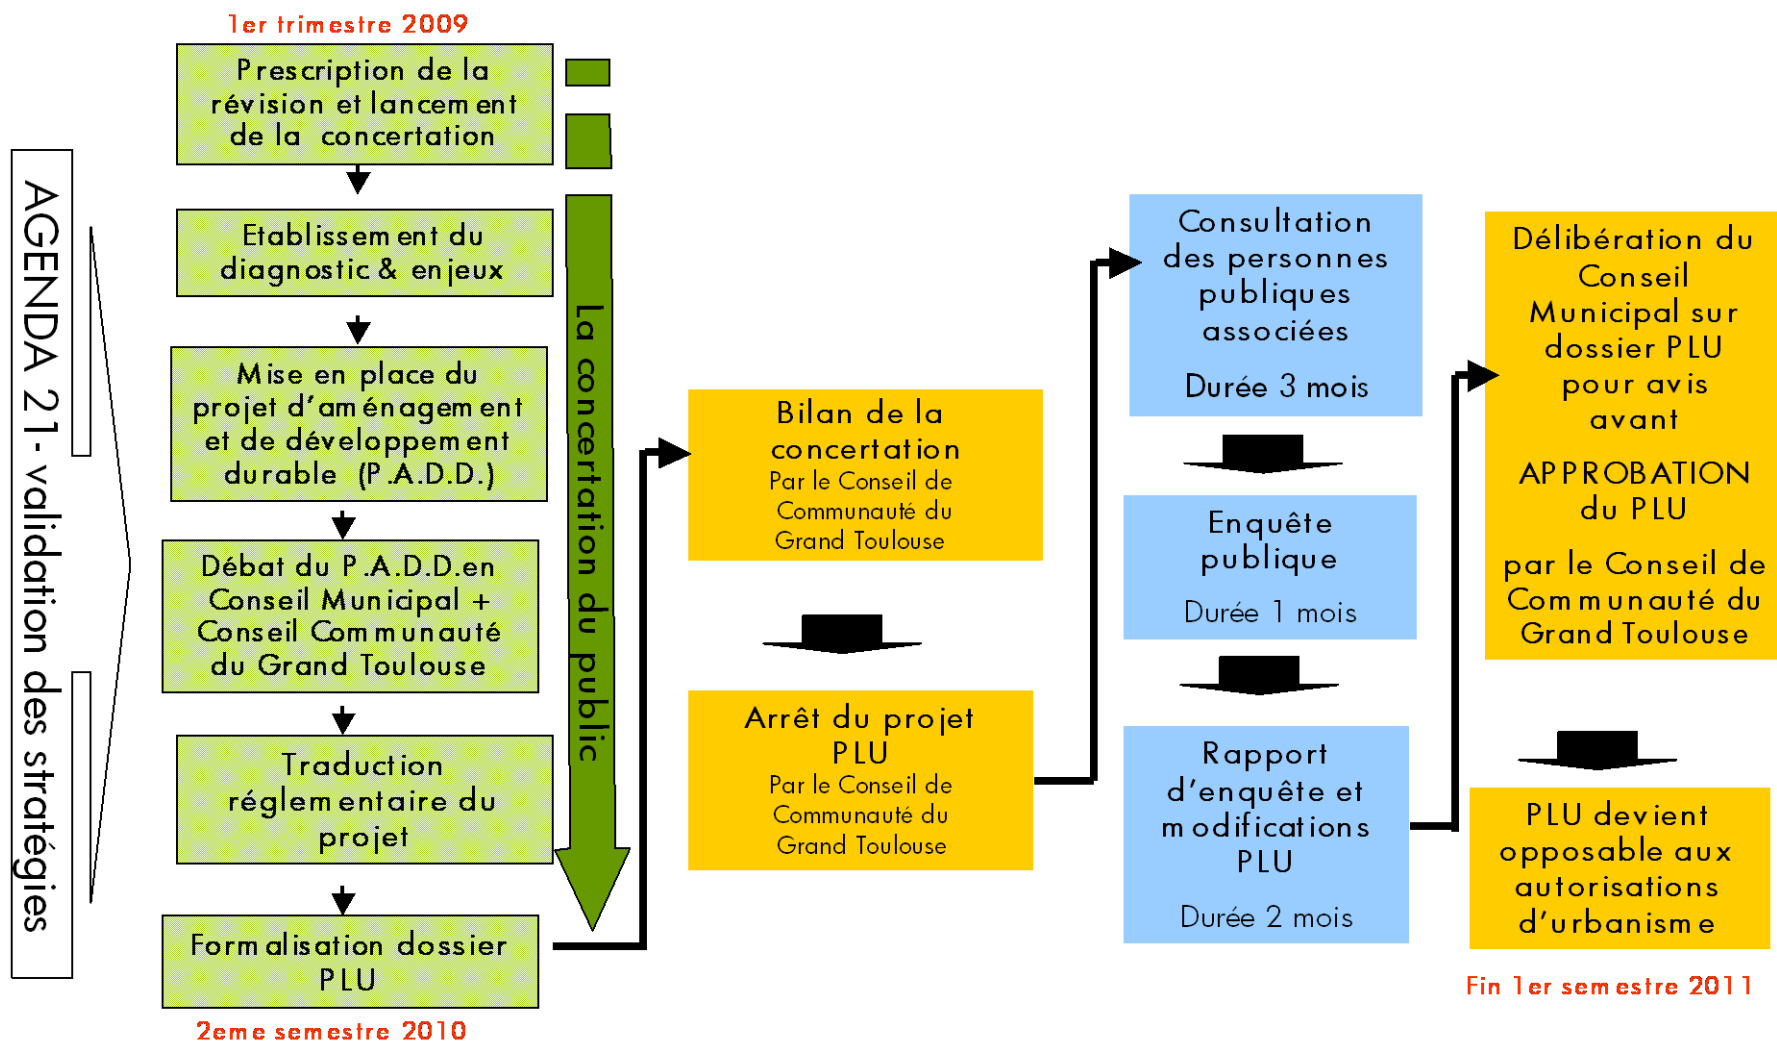 1er trimestre 2009
Prescription de la
révision et lancement
de la concertation
Etablissement du
diagnostic & enjeux
Mise en place du
projet d'aménagement
et de développement
durable (P.A.D.D.)
Débat du P.A.D.D.en
Conseil Municipal +
Conseil Communauté
du Grand Toulouse
Traduction
réglementaire du
projet
Formalisation dossier
PLU
2eme semestre 2010
AGENDA 21- validation des stratégies
la concertation du public
Bilan de la
concertation
Par le Conseil de
Communauté du
Grand Toulouse
Arrêt du projet
PLU
Par le Conseil de
Communauté du
Grand Toulouse
Consultation
des personnes
publiques
associées
Durée 3 mois
Enquête
publique
Durée 1 mois
Rapport
d'enquête et
modifications
PLU
Durée 2 mois
Délibération du
Conseil
Municipal sur
dossier PLU
pour avis
avant
APPROBATION
du PLU
par le Conseil de
Communauté du
Grand Toulouse
PLU devient
opposable aux
autorisations
d'urbanisme
Fin 1er semestre 2011